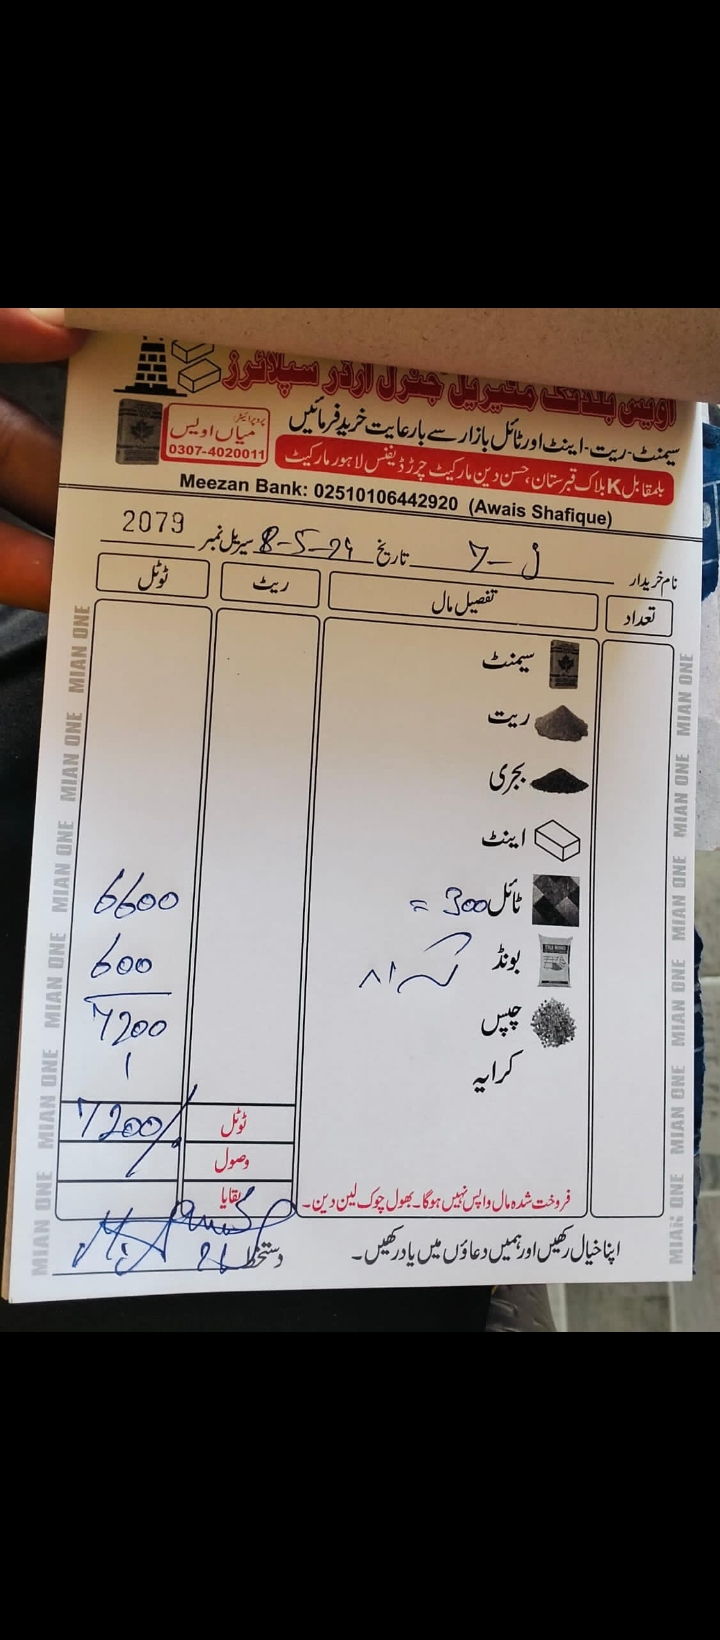 اویس بلڈنگ مٹیریل جنرل آرڈر سپلائرز
سیمنٹ-ریت-اینٹ اور ٹائل بازار سے بارعایت خرید فرمائیں
پروپرائیٹر:
میاں اویس
0307-4020011
بلمقابل K بلاک قبرستان، حسن دین مارکیٹ چرڑ ڈیفنس لاہور مارکیٹ
Meezan Bank: 02510106442920 (Awais Shafique)
نام خریدار 7-J تاریخ 8-5-24 سیریل نمبر 2079
تعداد تفصیل مال ریٹ ٹوٹل
سیمنٹ
ریت
بجری
اینٹ
ٹائل 300 = 6600
بونڈ 600
چپس 7200
کرایہ
ٹوٹل 7200/
وصول
بقایا
فروخت شدہ مال واپس نہیں ہوگا۔ بھول چوک لین دین۔
اپنا خیال رکھیں اور ہمیں دعاؤں میں یاد رکھیں۔
دستخط
MIAN ONE MIAN ONE MIAN ONE MIAN ONE MIAN ONE MIAN ONE
MIAN ONE MIAN ONE MIAN ONE MIAN ONE MIAN ONE MIAN ONE